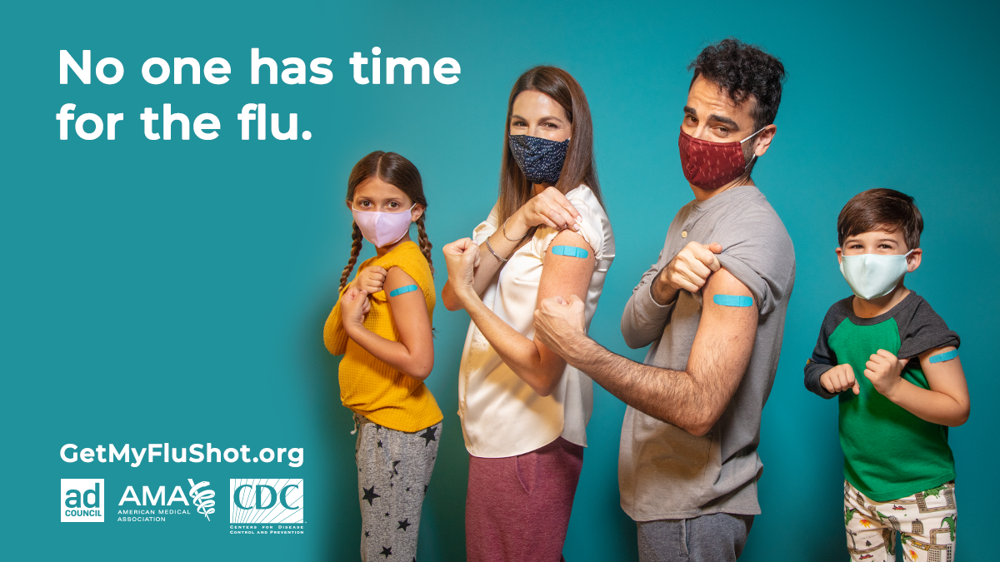 No one has time
for the flu.
GetMyFluShot.org
ad
COUNCIL
AMA
AMERICAN MEDICAL
ASSOCIATION
CDC
CENTERS FOR DISEASE
CONTROL AND PREVENTION